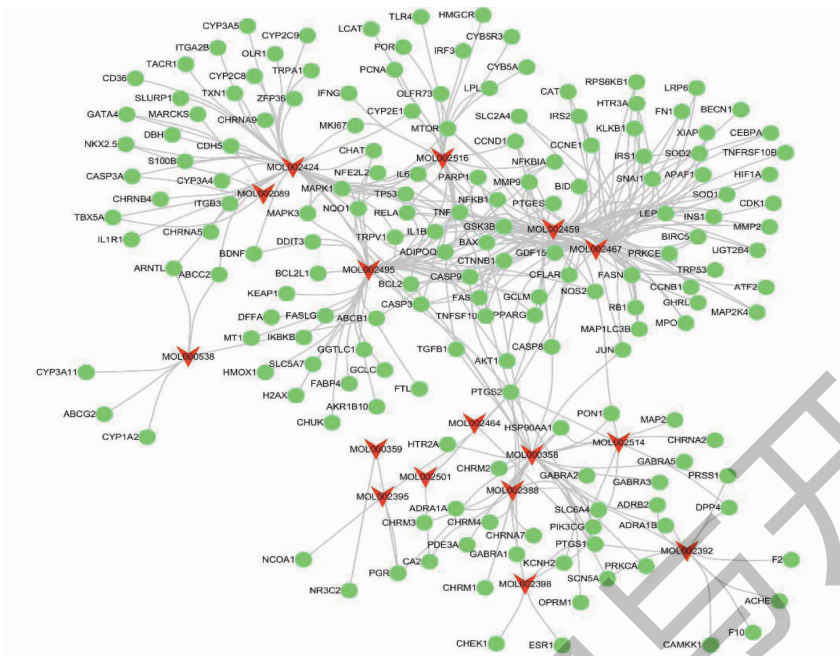 TLR4
HMGCR
CYP3A5
CYP2C9
LCAT
ITGA2B
OLR1
POR
CYB5R3
TACR1
IRF3
CYP2C8
TRPA1
PCNA
CYB5A
CD36
TXN1
RPS6KB1
LRP6
SLURP1
ZFP36
IFNG
OLFR73
LPL
CAT
GATA4
MARCKS
CHRNA9
CYP2E1
SLC2A4
IRS2
HTR3A
FN1
BECN1
DBH
MKI67
MTOR
CCND1
CCNE1
KLKB1
XIAP
CEBPA
NKX2.5
CDH5
CHAT
MOL002516
NFKBIA
IRS1
SOD2
TNFRSF10B
S100B
MOL002424
NFE2L2
IL6
PARP1
BID
SNAI1
APAF1
HIF1A
CASP3A
CYP3A4
MAPK1
TP53
MMP9
PTGES
SOD1
CDK1
CHRNB4
MOL002089
NQO1
NFKB1
LEP
INS1
TBX5A
ITGB3
MAPK3
RELA
TNF
GSK3B
MOL002459
MMP2
IL1R1
CHRNA5
DDIT3
TRPV1
IL1B
BAX
MOL002467
BIRC5
UGT2B4
ARNTL
BDNF
ADIPOQ
CTNNB1
GDF15
PRKCE
TRP53
ABCC2
BCL2L1
MOL002495
CASP9
CFLAR
FASN
CCNB1
ATF2
KEAP1
BCL2
FAS
GCLM
NOS2
GHRL
MAP2K4
DFFA
FASLG
ABCB1
CASP3
TNFSF10
PPARG
RB1
MPO
MT1
IKBKB
MAP1LC3B
MOL000538
GGTLC1
TGFB1
CASP8
JUN
CYP3A11
SLC5A7
GCLC
AKT1
HMOX1
FABP4
FTL
PTGS2
H2AX
AKR1B10
ABCG2
CHUK
MOL002464
HSP90AA1
PON1
MAP2
CYP1A2
MOL000359
HTR2A
MOL000358
MOL002514
CHRNA2
CHRM2
GABRA5
MOL002501
GABRA2
PRSS1
MOL002395
MOL002388
GABRA3
ADRA1A
SLC6A4
ADRB2
DPP4
CHRM3
CHRM4
CHRNA7
PIK3CG
ADRA1B
PDE3A
PTGS1
MOL002392
NCOA1
CA2
GABRA1
KCNH2
F2
PGR
PRKCA
NR3C2
CHRM1
MOL002398
SCN5A
ACHE
OPRM1
F10
CHEK1
ESR1
CAMKK1